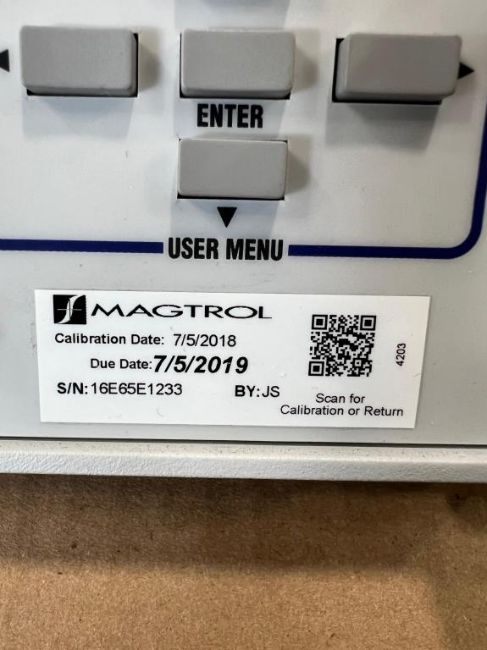 ENTER
USER MENU
MAGTROL
Calibration Date: 7/5/2018
Due Date: 7/5/2019
S/N: 16E65E1233 BY: JS
Scan for
Calibration or Return
4203